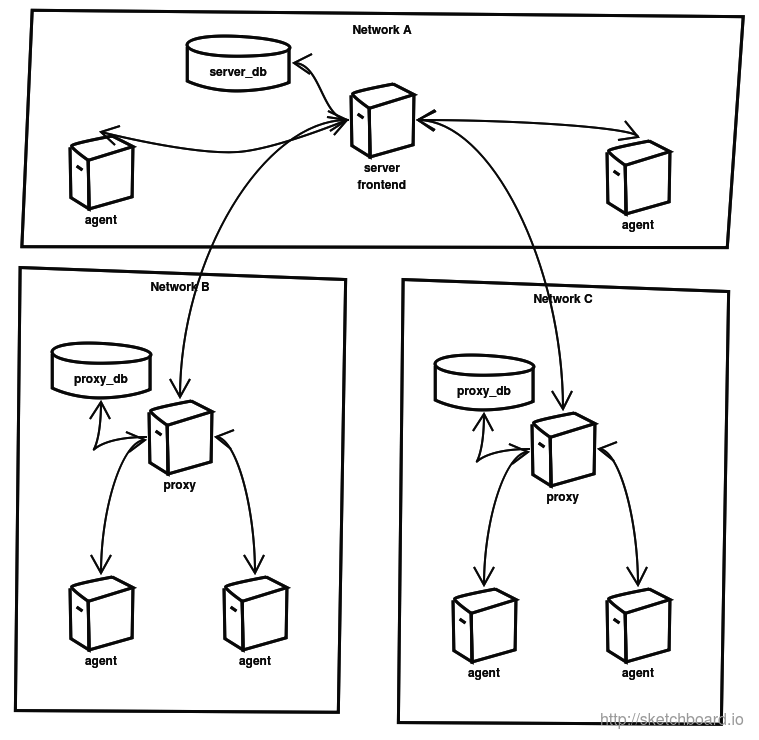 Network A
server_db
server
frontend
agent
agent
Network B
Network C
proxy_db
proxy_db
proxy
proxy
agent
agent
agent
agent
http://sketchboard.io